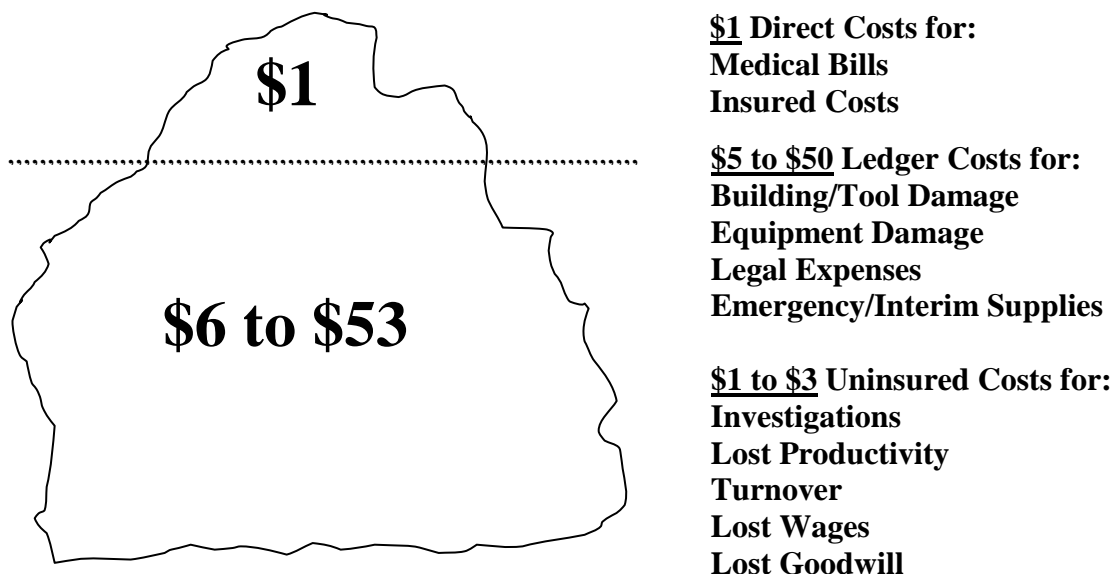 $1
$6 to $53
$1 Direct Costs for:
Medical Bills
Insured Costs
$5 to $50 Ledger Costs for:
Building/Tool Damage
Equipment Damage
Legal Expenses
Emergency/Interim Supplies
$1 to $3 Uninsured Costs for:
Investigations
Lost Productivity
Turnover
Lost Wages
Lost Goodwill